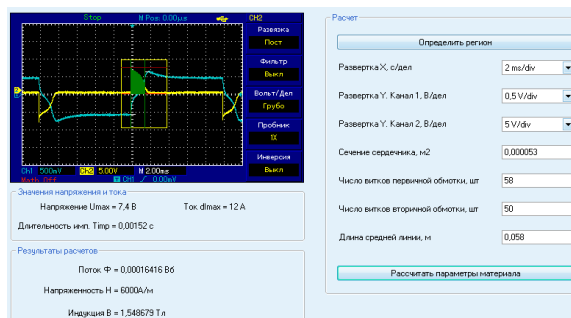 Stop M Pos: 0.00μs CH2
Развязка
Пост
Фильтр
Выкл
Вольт/Дел
Грубо
Пробник
1X
Инверсия
Выкл
Ch1 500mV CH2 5.00V M 2.00ms
Math Off CH1 0.00mV
Значения напряжения и тока
Напряжение Umax = 7,4 В Ток dImax = 12 А
Длительность имп. Timp = 0,00152 с
Результаты расчетов
Поток Ф = 0,00016416 Вб
Напряженность H = 6000А/м
Индукция В = 1,548679 Тл
Расчет
Определить регион
Развертка X, с/дел 2 ms/div
Развертка Y. Канал 1, В/дел 0,5 V/div
Развертка Y. Канал 2, В/дел 5 V/div
Сечение сердечника, м2 0,000053
Число витков первичной обмотки, шт 58
Число витков вторичной обмотки, шт 50
Длина средней линии, м 0,058
Рассчитать параметры материала